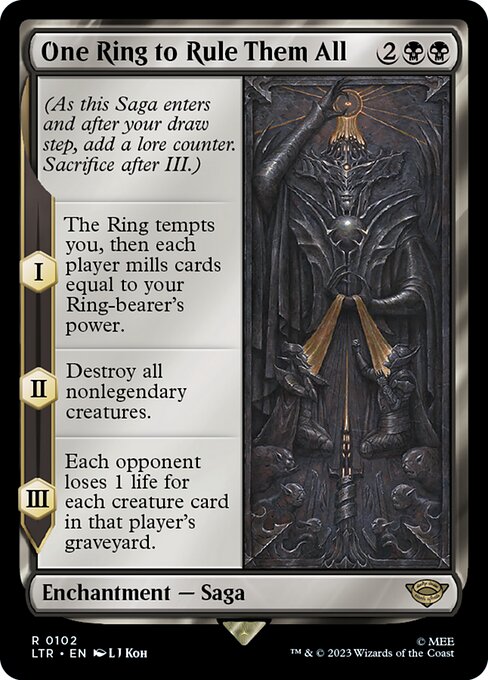 One Ring to Rule Them All 2
(As this Saga enters
and after your draw
step, add a lore counter.
Sacrifice after III.)
I
The Ring tempts
you, then each
player mills cards
equal to your
Ring-bearer's
power.
II
Destroy all
nonlegendary
creatures.
III
Each opponent
loses 1 life for
each creature card
in that player's
graveyard.
Enchantment — Saga
R 0102
LTR • EN LJ Koh
© MEE
™ & © 2023 Wizards of the Coast